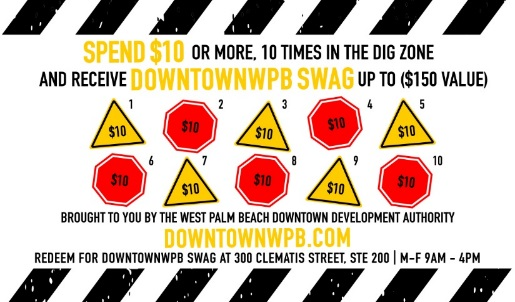 SPEND $10 OR MORE, 10 TIMES IN THE DIG ZONE
AND RECEIVE DOWNTOWNWPB SWAG UP TO ($150 VALUE)
1 2 3 4 5
$10 $10 $10 $10 $10
6 7 8 9 10
$10 $10 $10 $10 $10
BROUGHT TO YOU BY THE WEST PALM BEACH DOWNTOWN DEVELOPMENT AUTHORITY
DOWNTOWNWPB.COM
REDEEM FOR DOWNTOWNWPB SWAG AT 300 CLEMATIS STREET, STE 200 | M-F 9AM - 4PM